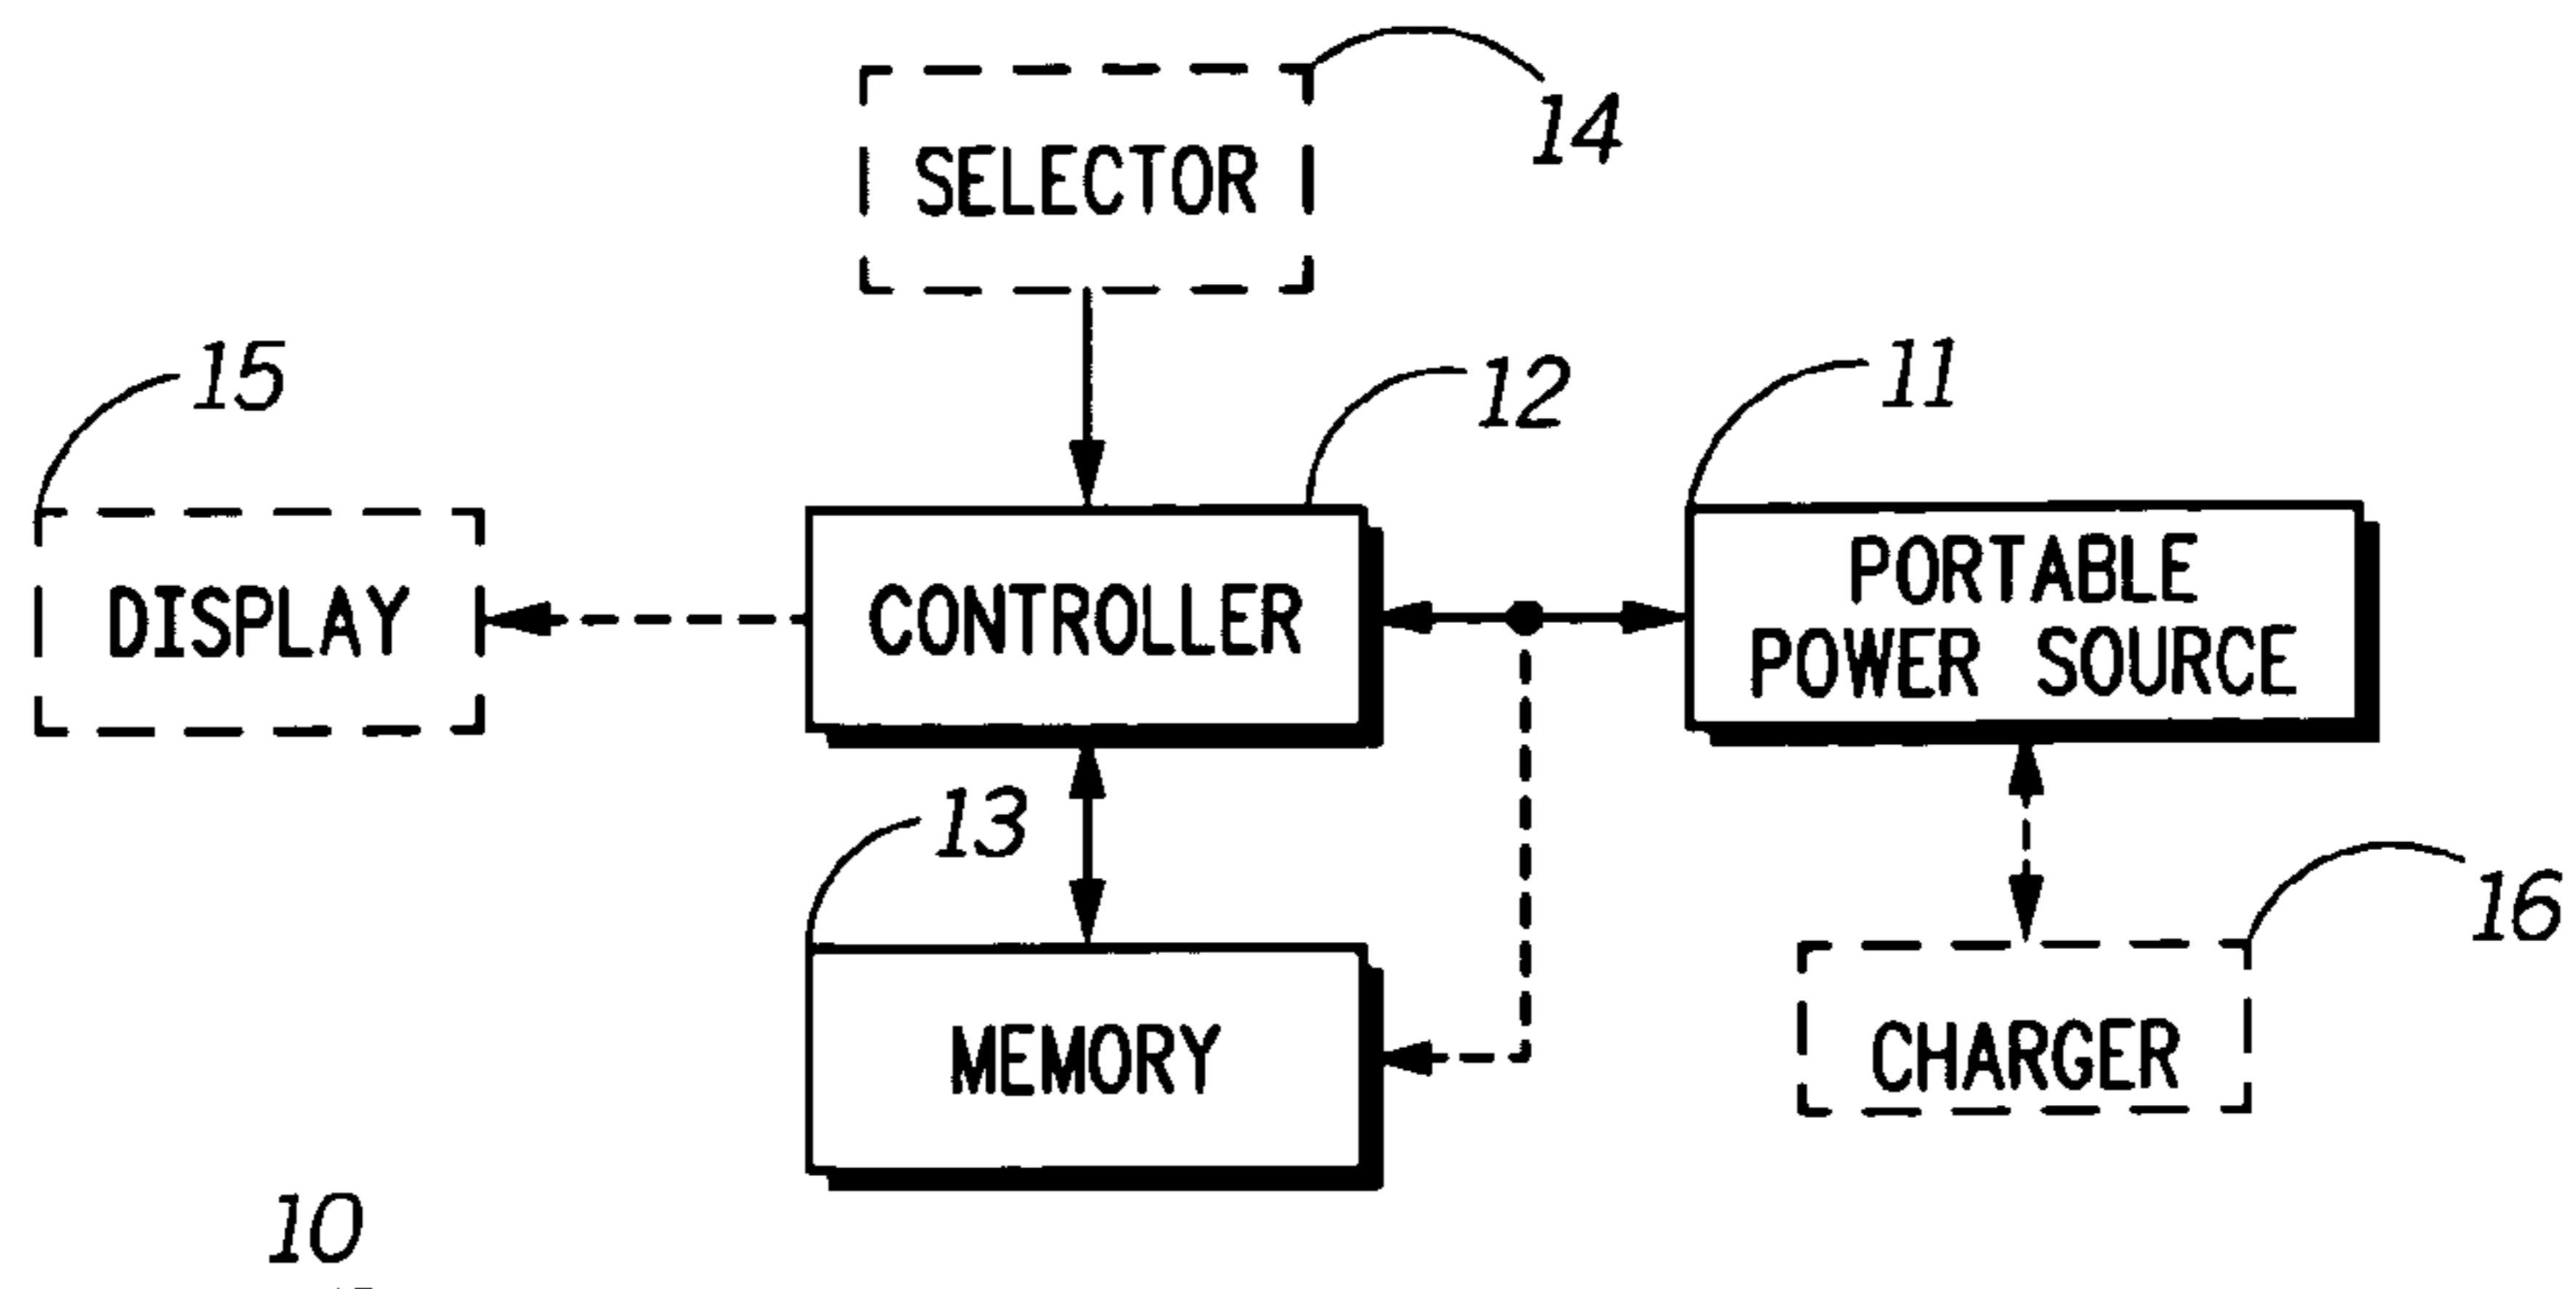 14
SELECTOR
15
12
11
DISPLAY
CONTROLLER
PORTABLE
POWER SOURCE
13
16
MEMORY
CHARGER
10